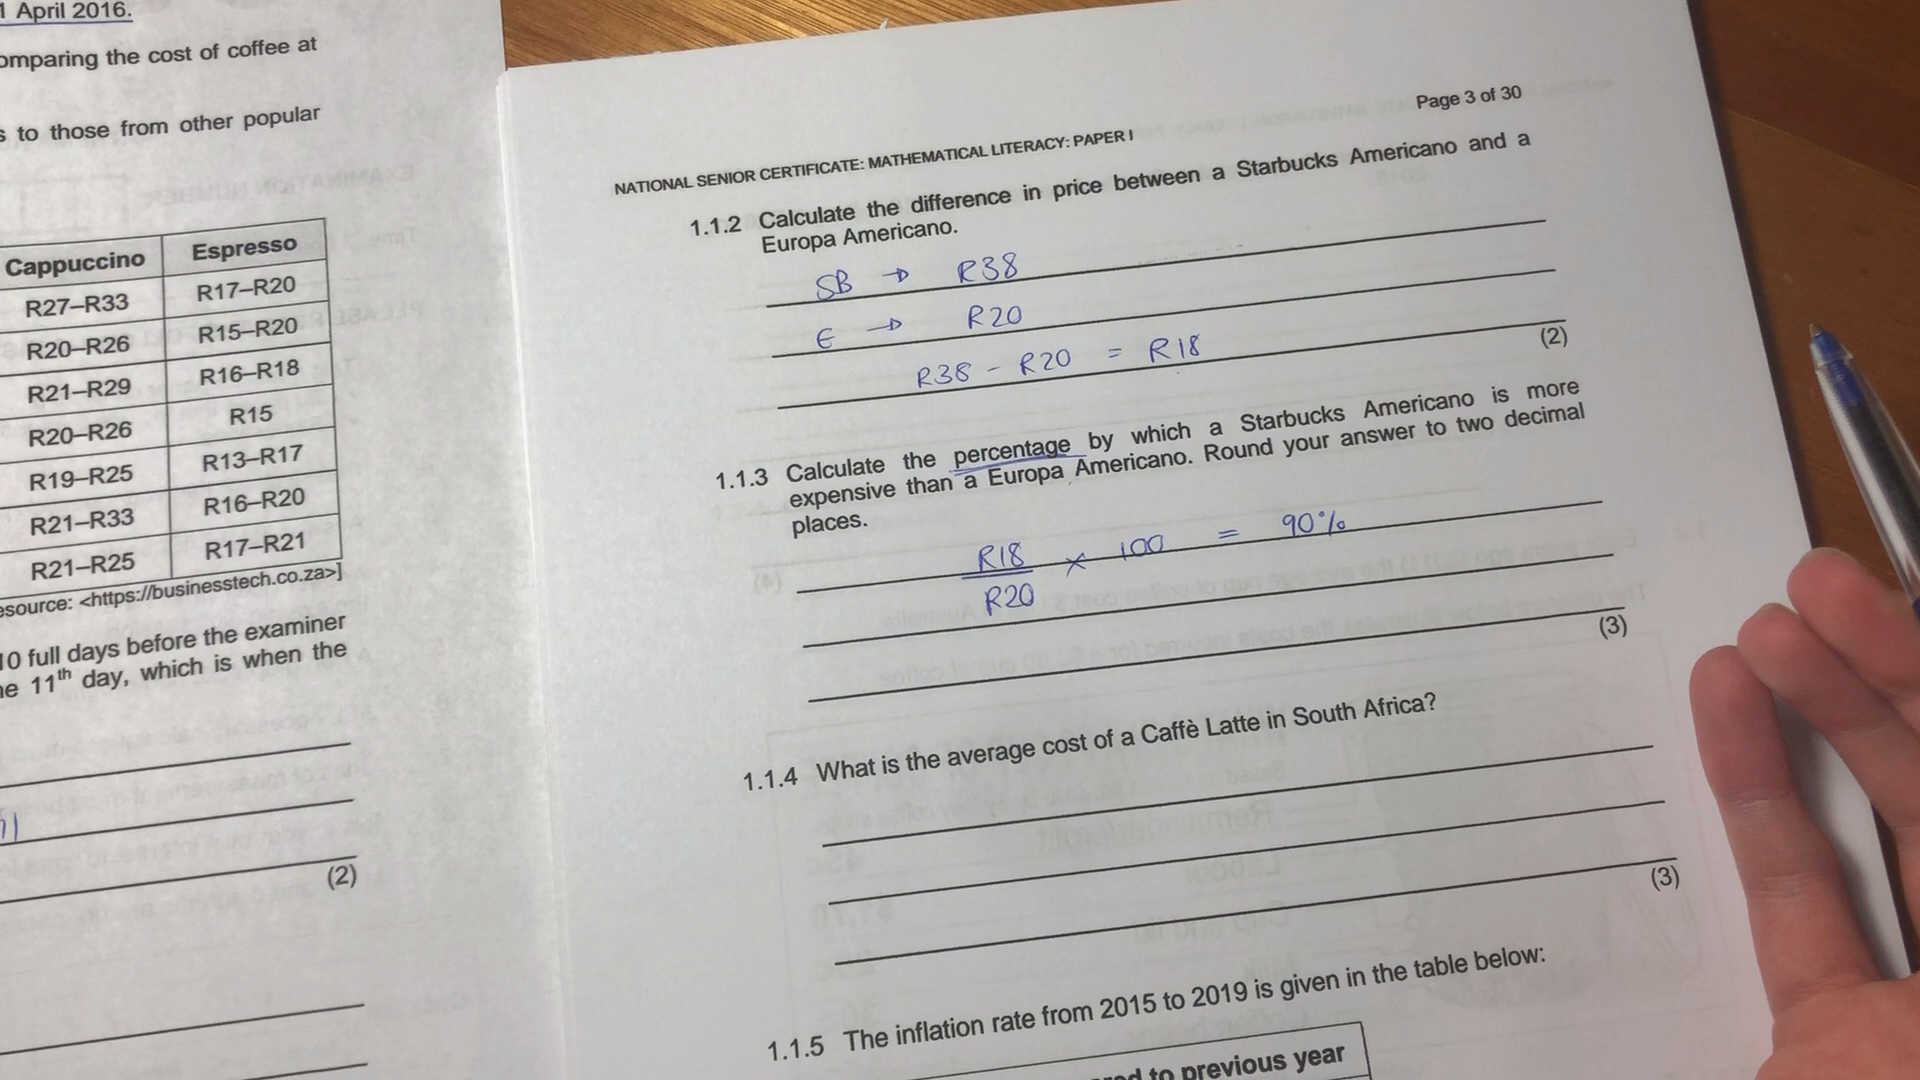 1 April 2016.
omparing the cost of coffee at
s to those from other popular
Cappuccino Espresso
R27–R33 R17–R20
R20–R26 R15–R20
R21–R29 R16–R18
R20–R26 R15
R19–R25 R13–R17
R21–R33 R16–R20
R21–R25 R17–R21
esource: <https://businesstech.co.za>]
10 full days before the examiner
ne 11th day, which is when the
(2)
Page 3 of 30
NATIONAL SENIOR CERTIFICATE: MATHEMATICAL LITERACY: PAPER I
1.1.2 Calculate the difference in price between a Starbucks Americano and a
Europa Americano.
SB → R38
E → R20
R38 - R20 = R18
(2)
1.1.3 Calculate the percentage by which a Starbucks Americano is more
expensive than a Europa Americano. Round your answer to two decimal
places.
R18 × 100 = 90%
R20
(3)
1.1.4 What is the average cost of a Caffè Latte in South Africa?
(3)
1.1.5 The inflation rate from 2015 to 2019 is given in the table below:
ed to previous year